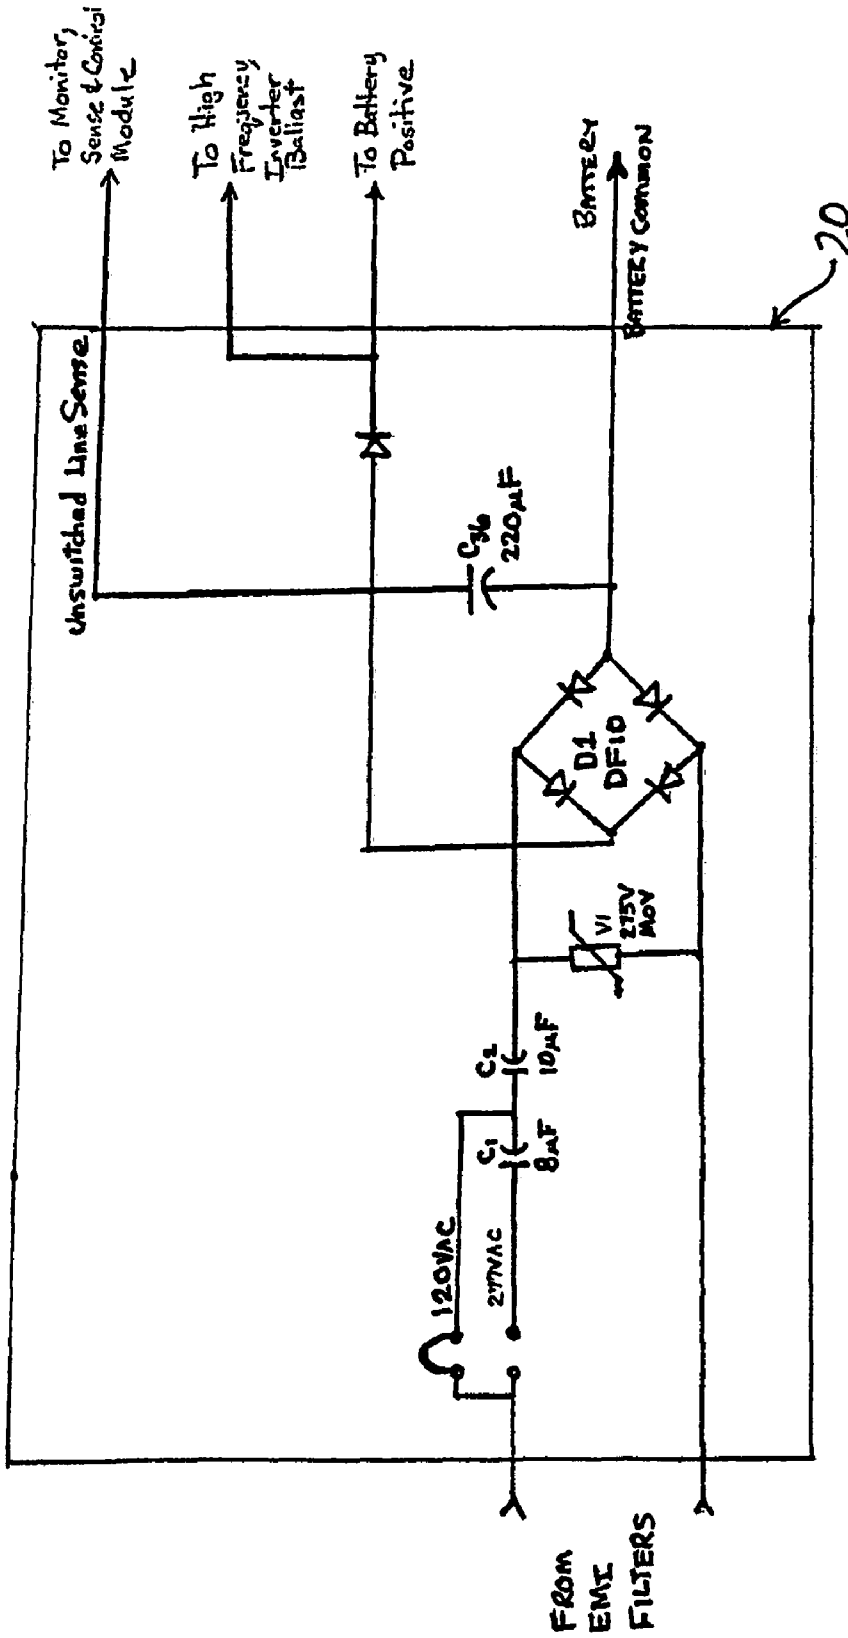 To Monitor,
Sense & Control
Module
To High
Frequency
Inverter
Ballast
To Battery
Positive
BATTERY
BATTERY COMMON
20
Unswitched Line Sense
C36
220µF
D1
DF10
V1
275V
MOV
C2
10µF
C1
8µF
120VAC
277VAC
FROM
EMI
FILTERS